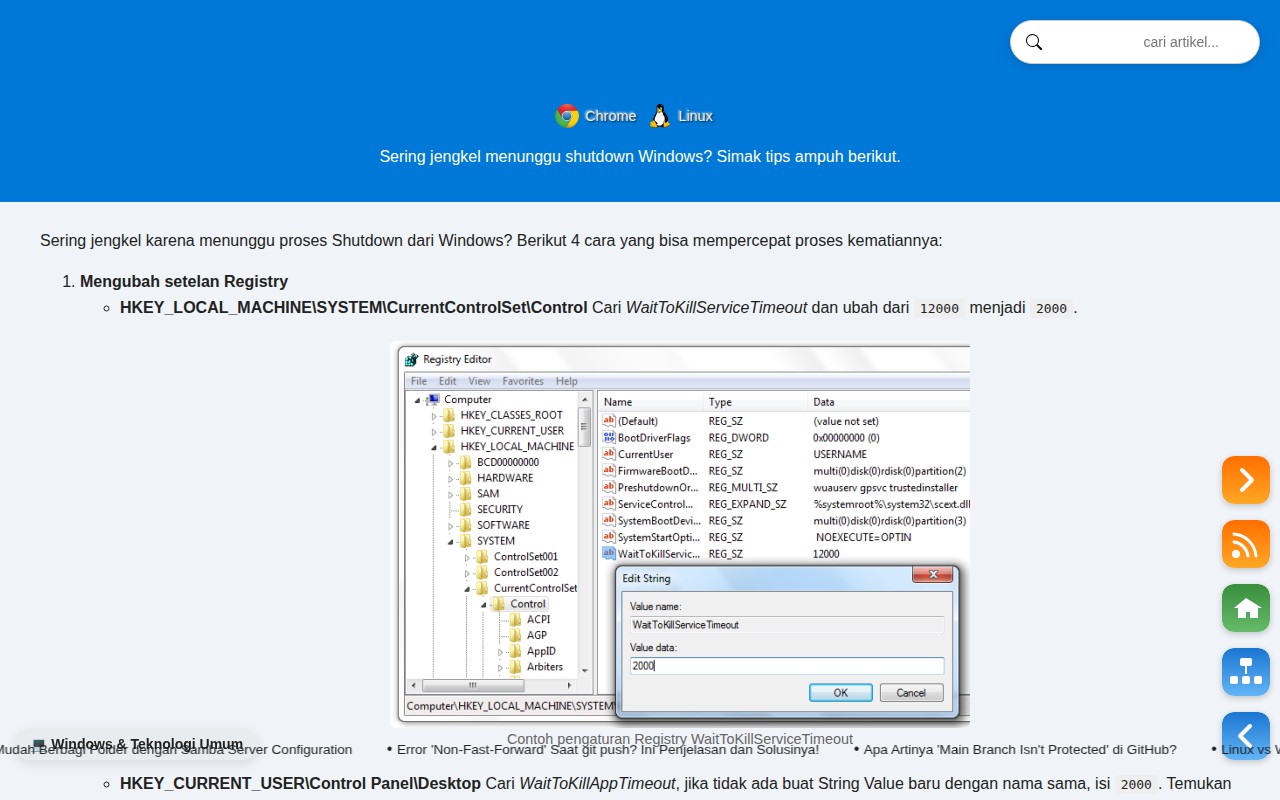 cari artikel...
Chrome Linux
Sering jengkel menunggu shutdown Windows? Simak tips ampuh berikut.
Sering jengkel karena menunggu proses Shutdown dari Windows? Berikut 4 cara yang bisa mempercepat proses kematiannya:
1. Mengubah setelan Registry
HKEY_LOCAL_MACHINE\SYSTEM\CurrentControlSet\Control Cari WaitToKillServiceTimeout dan ubah dari 12000 menjadi 2000 .
Registry Editor
File Edit View Favorites Help
Computer
HKEY_CLASSES_ROOT
HKEY_CURRENT_USER
HKEY_LOCAL_MACHINE
BCD00000000
HARDWARE
SAM
SECURITY
SOFTWARE
SYSTEM
ControlSet001
ControlSet002
CurrentControlSet
Control
ACPI
AGP
AppID
Arbiters
Name Type Data
(Default) REG_SZ (value not set)
BootDriverFlags REG_DWORD 0x00000000 (0)
CurrentUser REG_SZ USERNAME
FirmwareBootD... REG_SZ multi(0)disk(0)rdisk(0)partition(2)
PreshutdownOr... REG_MULTI_SZ wuauserv gpsvc trustedinstaller
ServiceControl... REG_EXPAND_SZ %systemroot%\system32\scext.dll
SystemBootDevi... REG_SZ multi(0)disk(0)rdisk(0)partition(3)
SystemStartOpti... REG_SZ NOEXECUTE=OPTIN
WaitToKillServic... REG_SZ 12000
Edit String
Value name:
WaitToKillServiceTimeout
Value data:
2000
OK Cancel
Computer\HKEY_LOCAL_MACHINE\SYSTEM\
Contoh pengaturan Registry WaitToKillServiceTimeout
Windows & Teknologi Umum
Mudah Berbagi Folder dengan Samba Server Configuration • Error 'Non-Fast-Forward' Saat git push? Ini Penjelasan dan Solusinya! • Apa Artinya 'Main Branch Isn't Protected' di GitHub? • Linux vs W
HKEY_CURRENT_USER\Control Panel\Desktop Cari WaitToKillAppTimeout, jika tidak ada buat String Value baru dengan nama sama, isi 2000 . Temukan